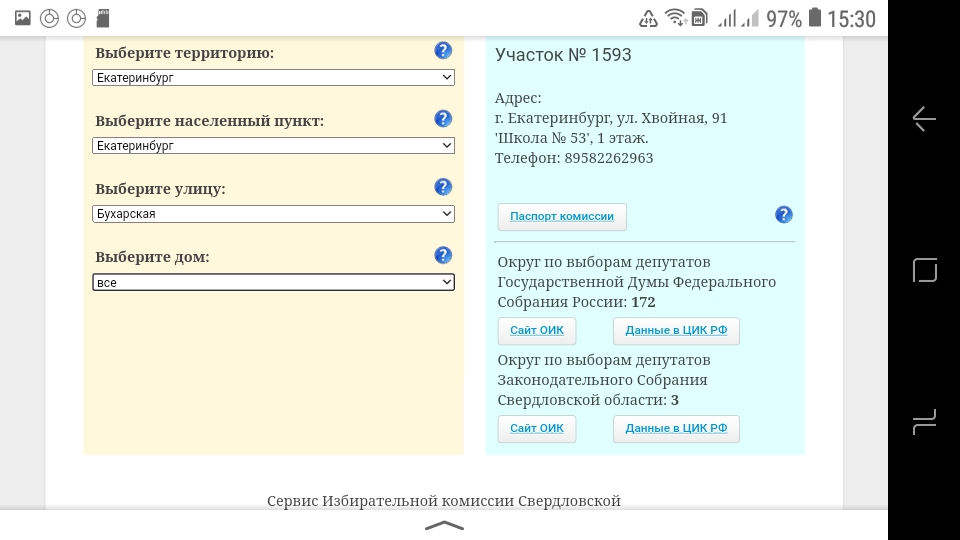 97% 15:30
Выберите территорию:
Екатеринбург
Выберите населенный пункт:
Екатеринбург
Выберите улицу:
Бухарская
Выберите дом:
все
Участок № 1593
Адрес:
г. Екатеринбург, ул. Хвойная, 91
'Школа № 53', 1 этаж.
Телефон: 89582262963
Паспорт комиссии
Округ по выборам депутатов
Государственной Думы Федерального
Собрания России: 172
Сайт ОИК Данные в ЦИК РФ
Округ по выборам депутатов
Законодательного Собрания
Свердловской области: 3
Сайт ОИК Данные в ЦИК РФ
Сервис Избирательной комиссии Свердловской